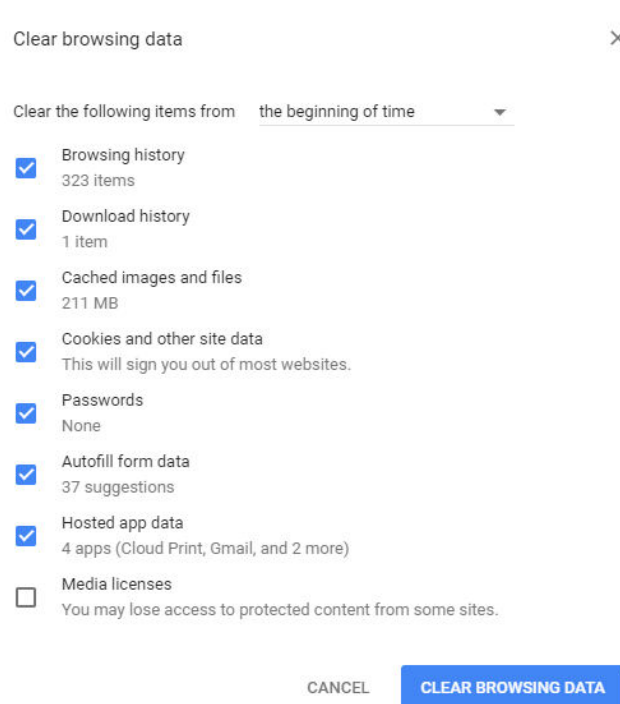 Clear browsing data
Clear the following items from the beginning of time
Browsing history
323 items
Download history
1 item
Cached images and files
211 MB
Cookies and other site data
This will sign you out of most websites.
Passwords
None
Autofill form data
37 suggestions
Hosted app data
4 apps (Cloud Print, Gmail, and 2 more)
Media licenses
You may lose access to protected content from some sites.
CANCEL CLEAR BROWSING DATA